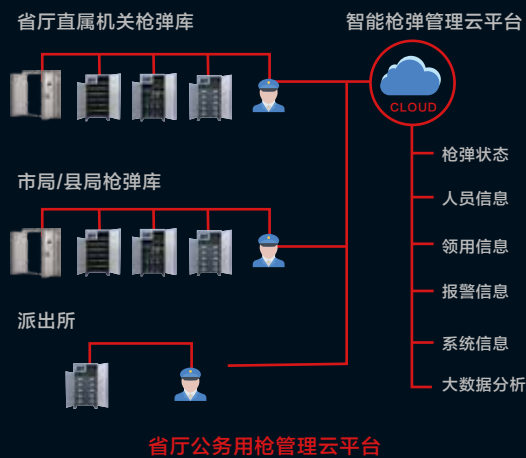 省厅直属机关枪弹库
智能枪弹管理云平台
CLOUD
枪弹状态
人员信息
市局/县局枪弹库
领用信息
报警信息
派出所
系统信息
大数据分析
省厅公务用枪管理云平台